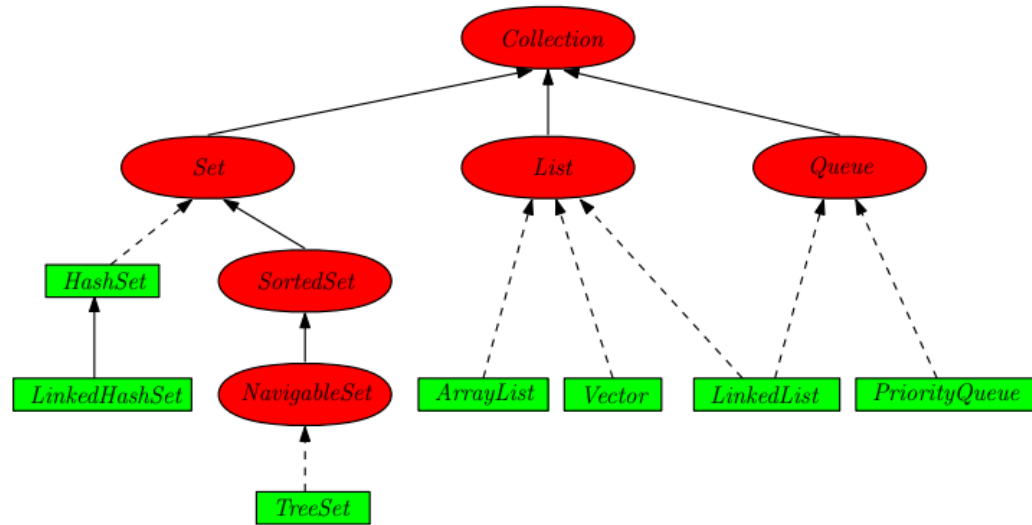 Collection
Set
List
Queue
HashSet
SortedSet
LinkedHashSet
NavigableSet
ArrayList
Vector
LinkedList
PriorityQueue
TreeSet